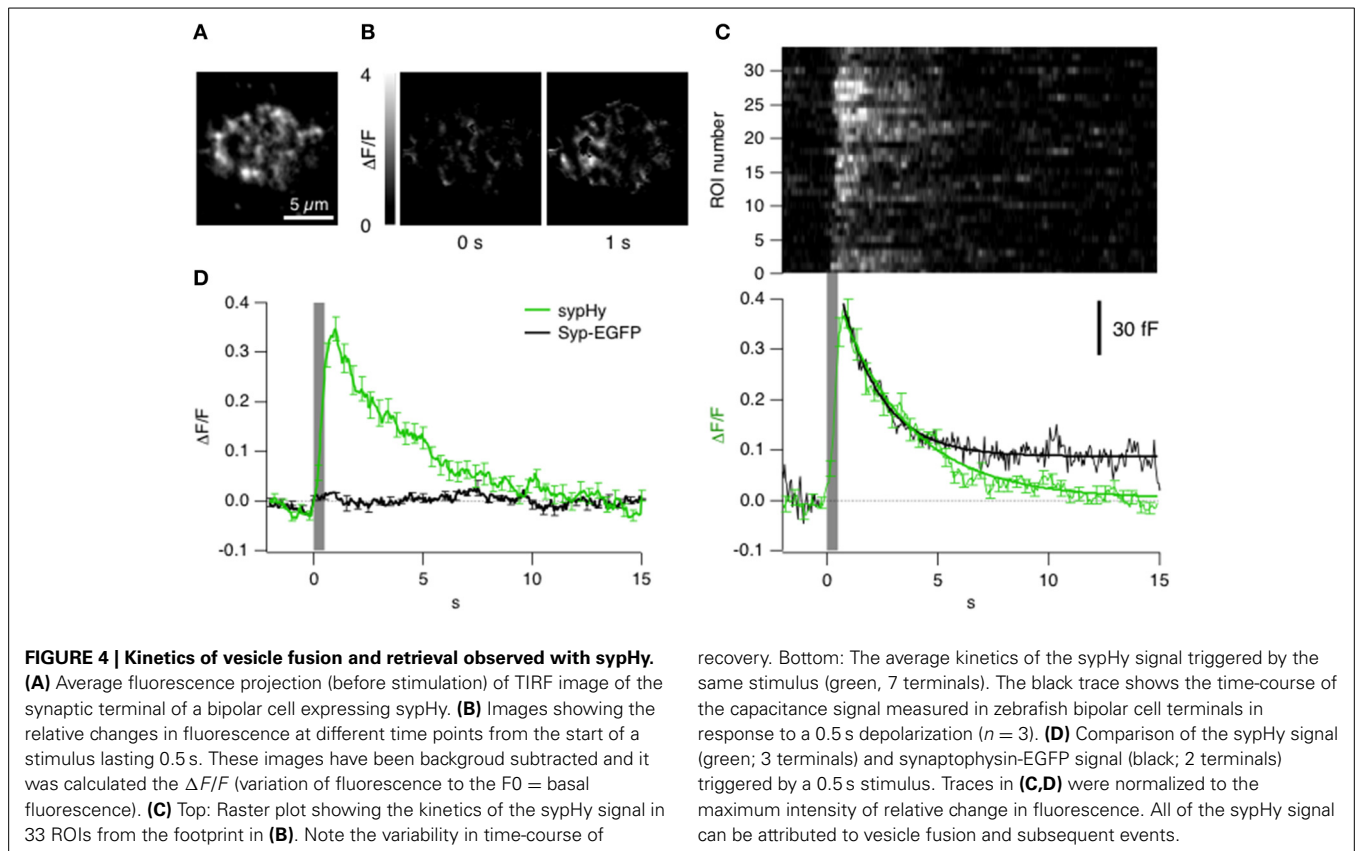 A
B
C
4
ΔF/F
0
5 µm
0 s
1 s
ROI number
30
25
20
15
10
5
0
D
0.4
0.3
0.2
0.1
0.0
-0.1
ΔF/F
sypHy
Syp-EGFP
0
5
10
15
s
0.4
0.3
0.2
0.1
0.0
-0.1
ΔF/F
30 fF
0
5
10
15
s
FIGURE 4 | Kinetics of vesicle fusion and retrieval observed with sypHy.
(A) Average fluorescence projection (before stimulation) of TIRF image of the
synaptic terminal of a bipolar cell expressing sypHy. (B) Images showing the
relative changes in fluorescence at different time points from the start of a
stimulus lasting 0.5 s. These images have been backgroud subtracted and it
was calculated the ΔF/F (variation of fluorescence to the F0 = basal
fluorescence). (C) Top: Raster plot showing the kinetics of the sypHy signal in
33 ROIs from the footprint in (B). Note the variability in time-course of
recovery. Bottom: The average kinetics of the sypHy signal triggered by the
same stimulus (green, 7 terminals). The black trace shows the time-course of
the capacitance signal measured in zebrafish bipolar cell terminals in
response to a 0.5 s depolarization (n = 3). (D) Comparison of the sypHy signal
(green; 3 terminals) and synaptophysin-EGFP signal (black; 2 terminals)
triggered by a 0.5 s stimulus. Traces in (C,D) were normalized to the
maximum intensity of relative change in fluorescence. All of the sypHy signal
can be attributed to vesicle fusion and subsequent events.